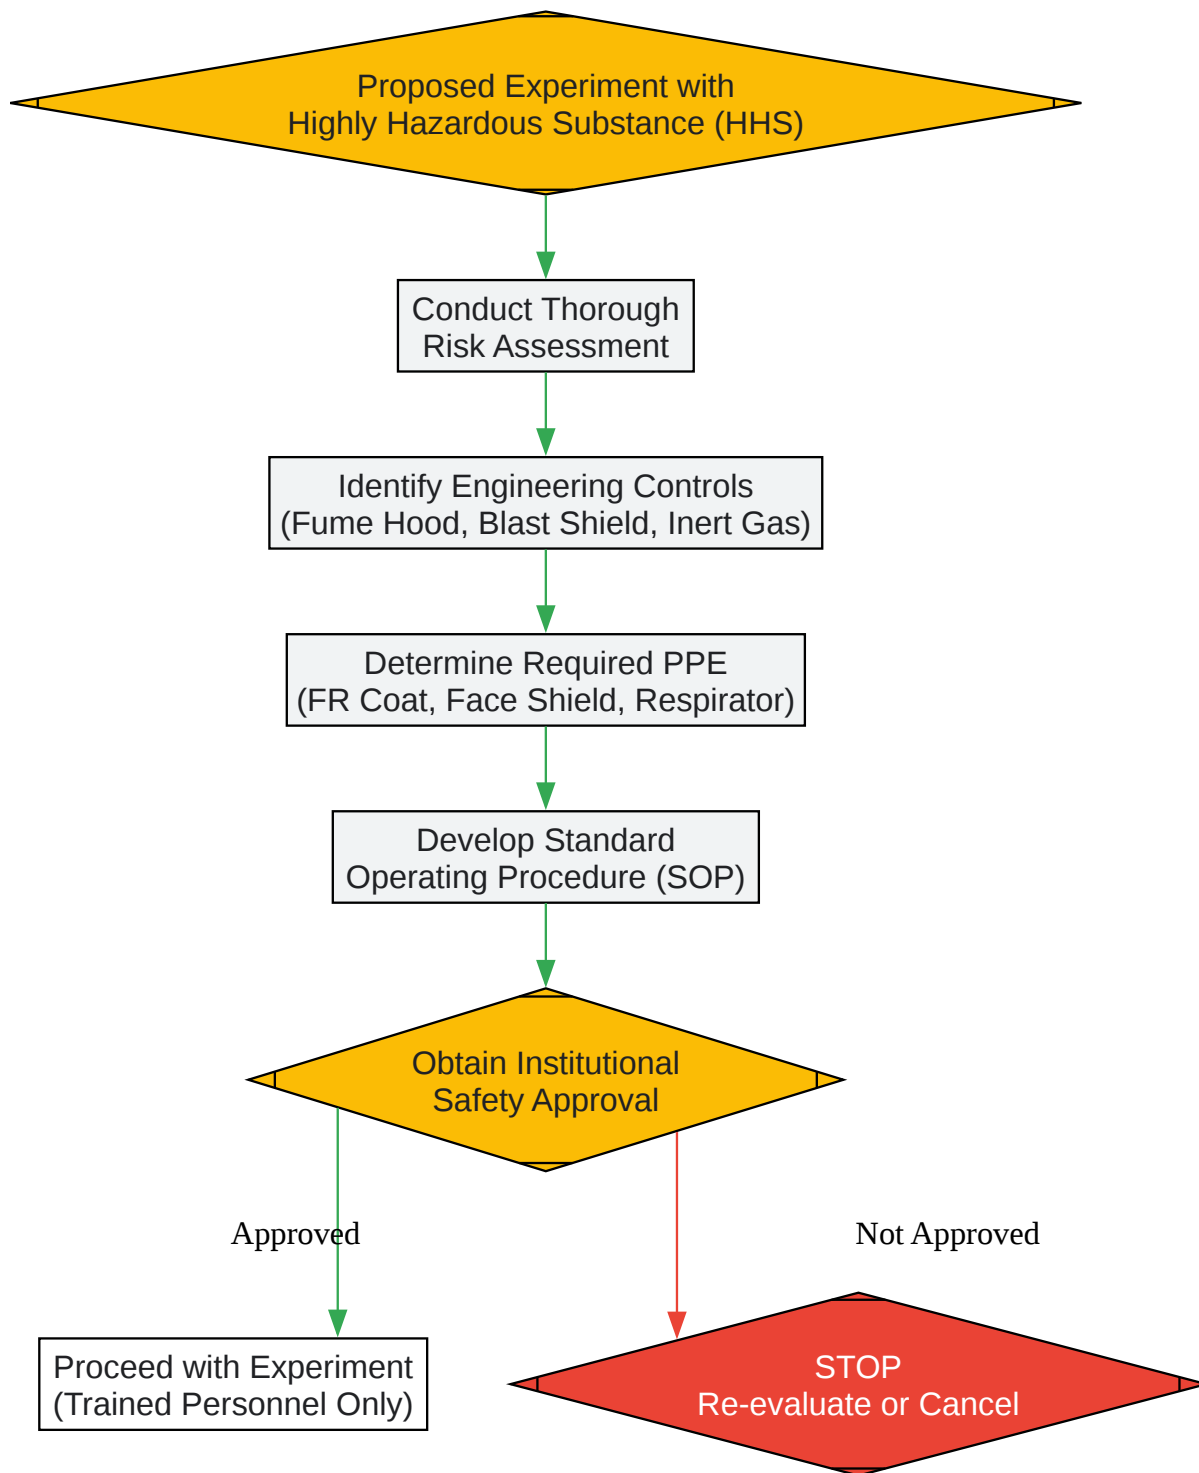 Proposed Experiment with
Highly Hazardous Substance (HHS)
Conduct Thorough
Risk Assessment
Identify Engineering Controls
(Fume Hood, Blast Shield, Inert Gas)
Determine Required PPE
(FR Coat, Face Shield, Respirator)
Develop Standard
Operating Procedure (SOP)
Obtain Institutional
Safety Approval
Approved
Not Approved
Proceed with Experiment
(Trained Personnel Only)
STOP
Re-evaluate or Cancel